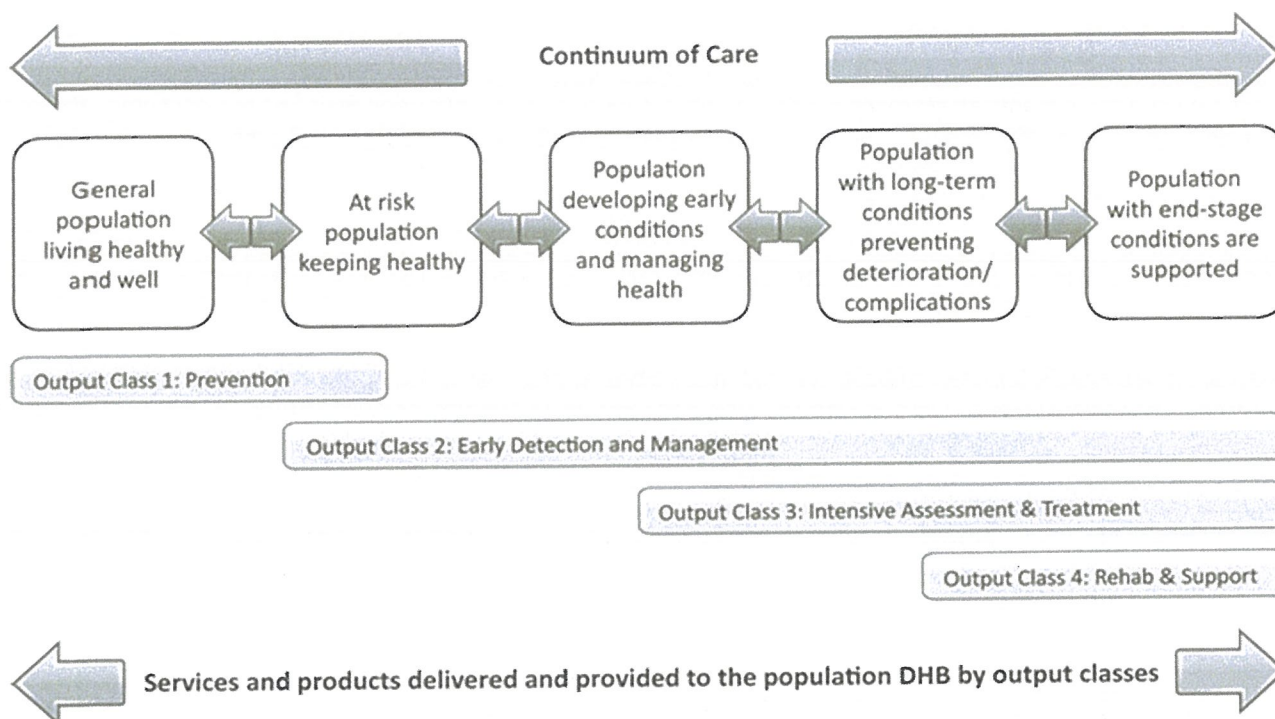 Continuum of Care
General
population
living healthy
and well
At risk
population
keeping healthy
Population
developing early
conditions
and managing
health
Population
with long-term
conditions
preventing
deterioration/
complications
Population
with end-stage
conditions are
supported
Output Class 1: Prevention
Output Class 2: Early Detection and Management
Output Class 3: Intensive Assessment & Treatment
Output Class 4: Rehab & Support
Services and products delivered and provided to the population DHB by output classes